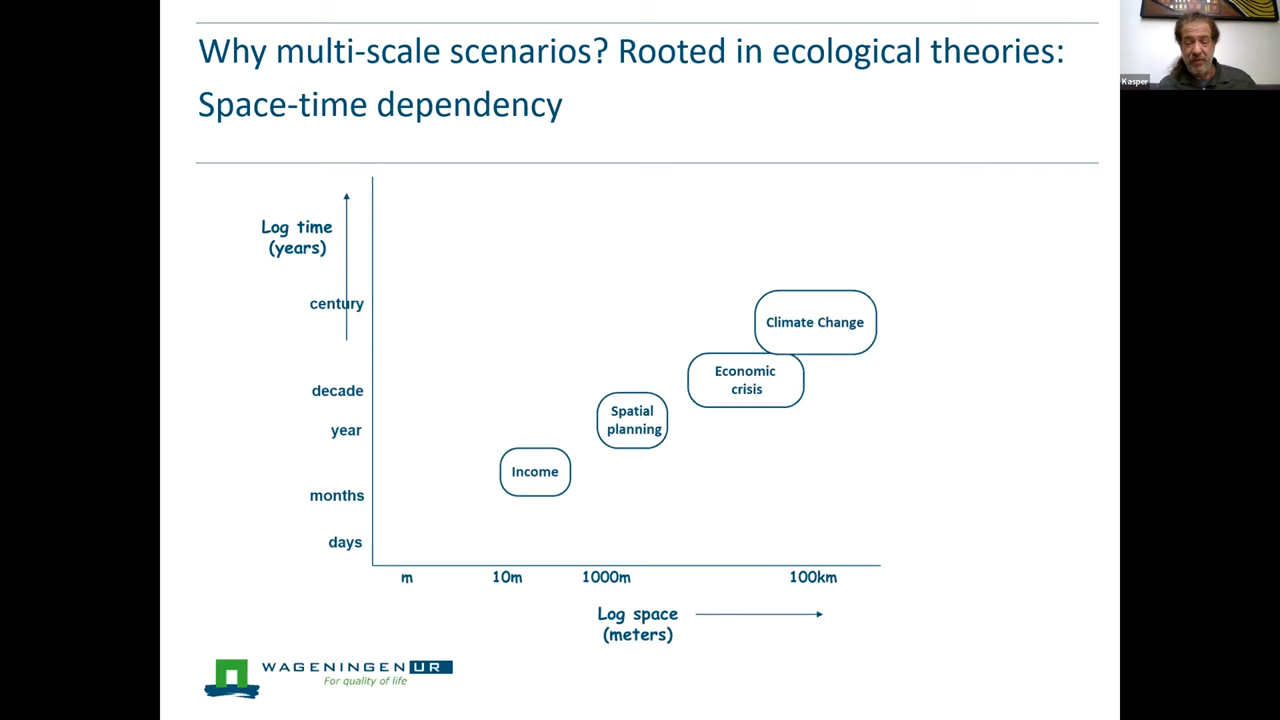 Why multi-scale scenarios? Rooted in ecological theories:
Space-time dependency
Kasper
Log time
(years)
century
decade
year
months
days
Climate Change
Economic
crisis
Spatial
planning
Income
m
10m
1000m
100km
Log space
(meters)
WAGENINGEN UR
For quality of life